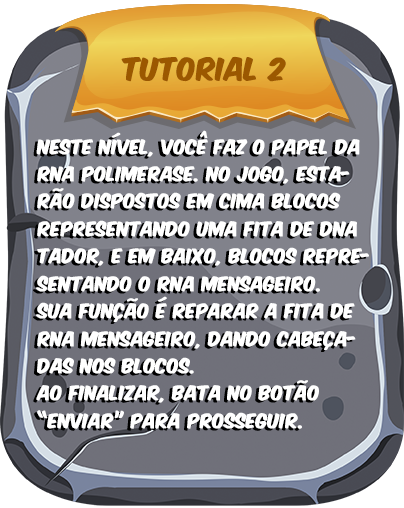 TUTORIAL 2
NESTE NÍVEL, VOCÊ FAZ O PAPEL DA
RNA POLIMERASE. NO JOGO, ESTA-
RÃO DISPOSTOS EM CIMA BLOCOS
REPRESENTANDO UMA FITA DE DNA
TADOR, E EM BAIXO, BLOCOS REPRE-
SENTANDO O RNA MENSAGEIRO.
SUA FUNÇÃO É REPARAR A FITA DE
RNA MENSAGEIRO, DANDO CABEÇA-
DAS NOS BLOCOS.
AO FINALIZAR, BATA NO BOTÃO
"ENVIAR" PARA PROSSEGUIR.